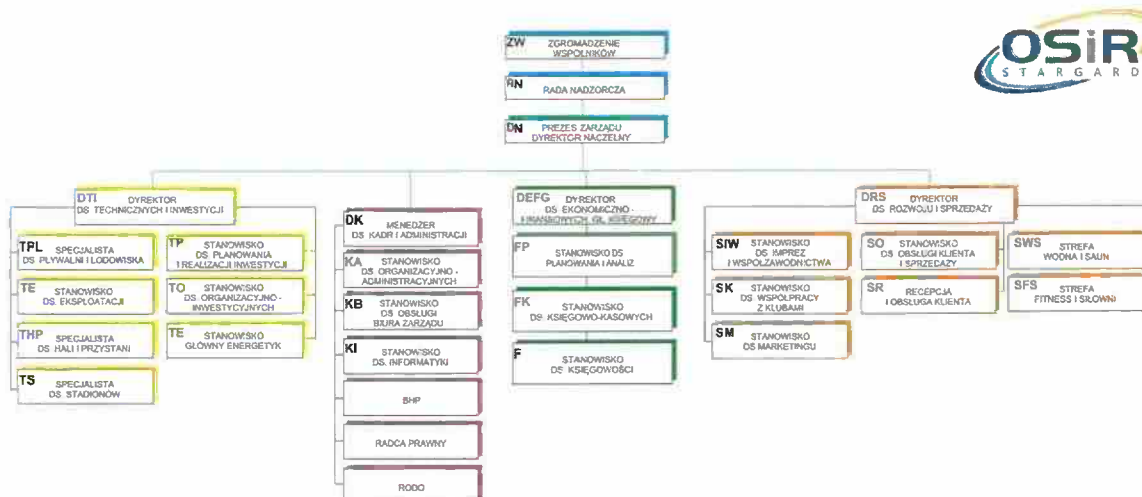 OSiR
STARGARD
ZW ZGROMADZENIE
WSPÓLNIKÓW
RN RADA NADZORCZA
DN PREZES ZARZĄDU
DYREKTOR NACZELNY
DTI DYREKTOR
DS. TECHNICZNYCH I INWESTYCJI
TPL SPECJALISTA
DS. PŁYWALNI I LODOWISKA
TE STANOWISKO
DS. EKSPLOATACJI
THP SPECJALISTA
DS. HALI I PRZYSTANI
TS SPECJALISTA
DS. STADIONÓW
TP STANOWISKO
DS. PLANOWANIA
I REALIZACJI INWESTYCJI
TO STANOWISKO
DS. ORGANIZACYJNO -
INWESTYCYJNYCH
TE STANOWISKO
GŁÓWNY ENERGETYK
DK MENEDŻER
DS. KADR I ADMINISTRACJI
KA STANOWISKO
DS. ORGANIZACYJNO -
ADMINISTRACYJNYCH
KB STANOWISKO
DS. OBSŁUGI
BIURA ZARZĄDU
KI STANOWISKO
DS. INFORMATYKI
BHP
RADCA PRAWNY
RODO
DEFG DYREKTOR
DS. EKONOMICZNO -
FINANSOWYCH, GŁ. KSIĘGOWY
FP STANOWISKO DS.
PLANOWANIA I ANALIZ
FK STANOWISKO
DS. KSIĘGOWO-KASOWYCH
F STANOWISKO
DS. KSIĘGOWOŚCI
DRS DYREKTOR
DS. ROZWOJU I SPRZEDAŻY
SIW STANOWISKO
DS. IMPREZ
I WSPÓŁZAWODNICTWA
SK STANOWISKO
DS. WSPÓŁPRACY
Z KLUBAMI
SM STANOWISKO
DS. MARKETINGU
SO STANOWISKO
DS. OBSŁUGI KLIENTA
I SPRZEDAŻY
SR RECEPCJA
I OBSŁUGA KLIENTA
SWS STREFA
WODNA I SAUN
SFS STREFA
FITNESS I SIŁOWNI